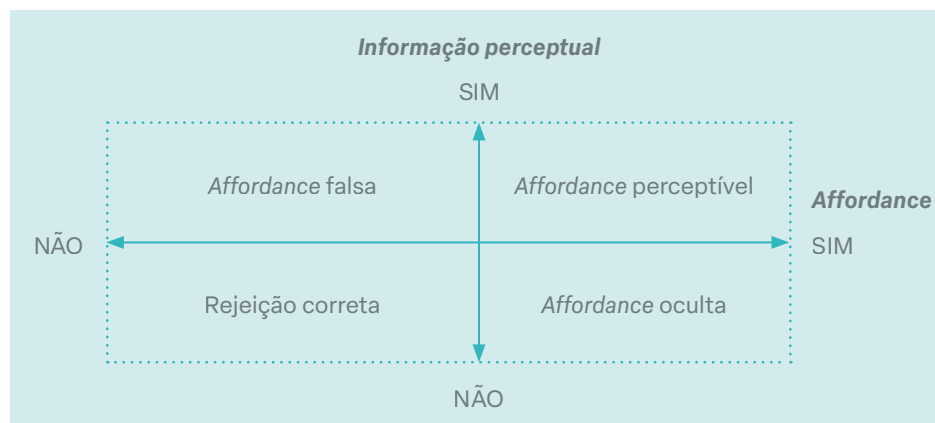 Informação perceptual
SIM
Affordance falsa
Affordance perceptível
Affordance
NÃO
SIM
Rejeição correta
Affordance oculta
NÃO